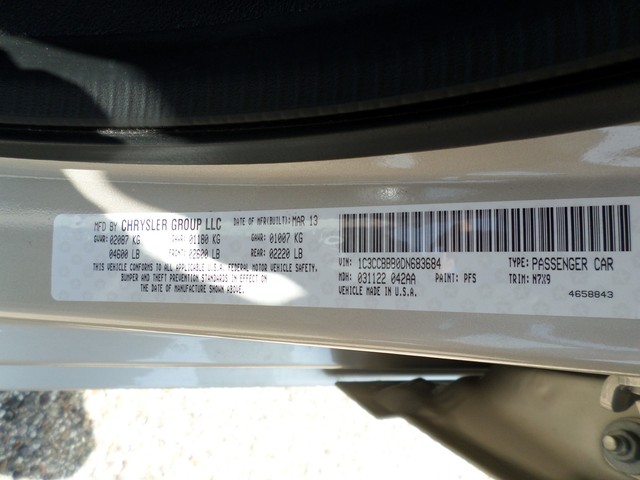 MFD BY CHRYSLER GROUP LLC DATE OF MFR(BUILT): MAR 13
GVWR: 02087 KG GAWR: 01180 KG GAWR: 01007 KG
04600 LB FRONT: 02600 LB REAR: 02220 LB
THIS VEHICLE CONFORMS TO ALL APPLICABLE U.S.A. FEDERAL MOTOR VEHICLE SAFETY,
BUMPER AND THEFT PREVENTION STANDARDS IN EFFECT ON
THE DATE OF MANUFACTURE SHOWN ABOVE.
VIN: 1C3CCBBB0DN683684 TYPE: PASSENGER CAR
MDH: 031122 042AA PAINT: PFS TRIM: N7X9
VEHICLE MADE IN U.S.A. 4658843